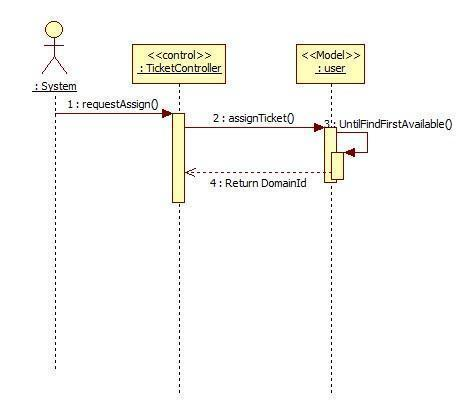 <<control>>
: TicketController
<<Model>>
: user
: System
1 : requestAssign()
2 : assignTicket()
3 : UntilFindFirstAvailable()
4 : Return DomainId